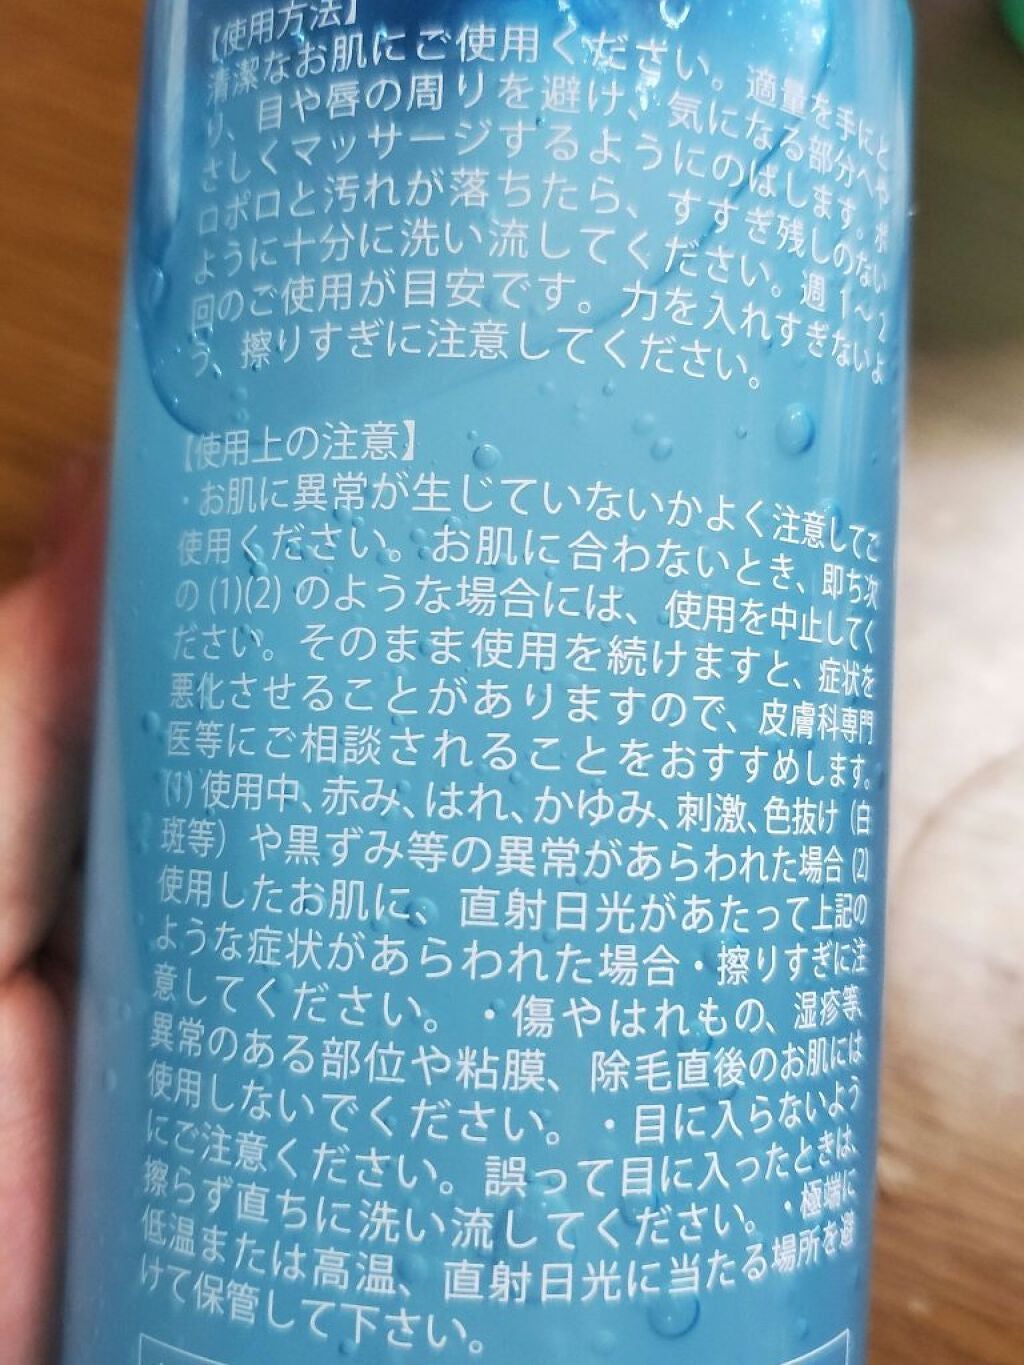 【使用方法】
清潔なお肌にご使用ください。適量を手にと
り、目や唇の周りを避け、気になる部分へや
さしくマッサージするようにのばします。ポ
ロポロと汚れが落ちたら、すすぎ残しのない
ように十分に洗い流してください。週1〜2
回のご使用が目安です。力を入れすぎないよ
う、擦りすぎに注意してください。
【使用上の注意】
・お肌に異常が生じていないかよく注意してご
使用ください。お肌に合わないとき、即ち次
の(1)(2)のような場合には、使用を中止してく
ださい。そのまま使用を続けますと、症状を
悪化させることがありますので、皮膚科専門
医等にご相談されることをおすすめします。
(1)使用中、赤み、はれ、かゆみ、刺激、色抜け(白
斑等)や黒ずみ等の異常があらわれた場合(2)
使用したお肌に、直射日光があたって上記の
ような症状があらわれた場合・擦りすぎに注
意してください。・傷やはれもの、湿疹等、
異常のある部位や粘膜、除毛直後のお肌には
使用しないでください。・目に入らないよう
にご注意ください。誤って目に入ったときは、
擦らず直ちに洗い流してください。・極端に
低温または高温、直射日光に当たる場所を避
けて保管して下さい。